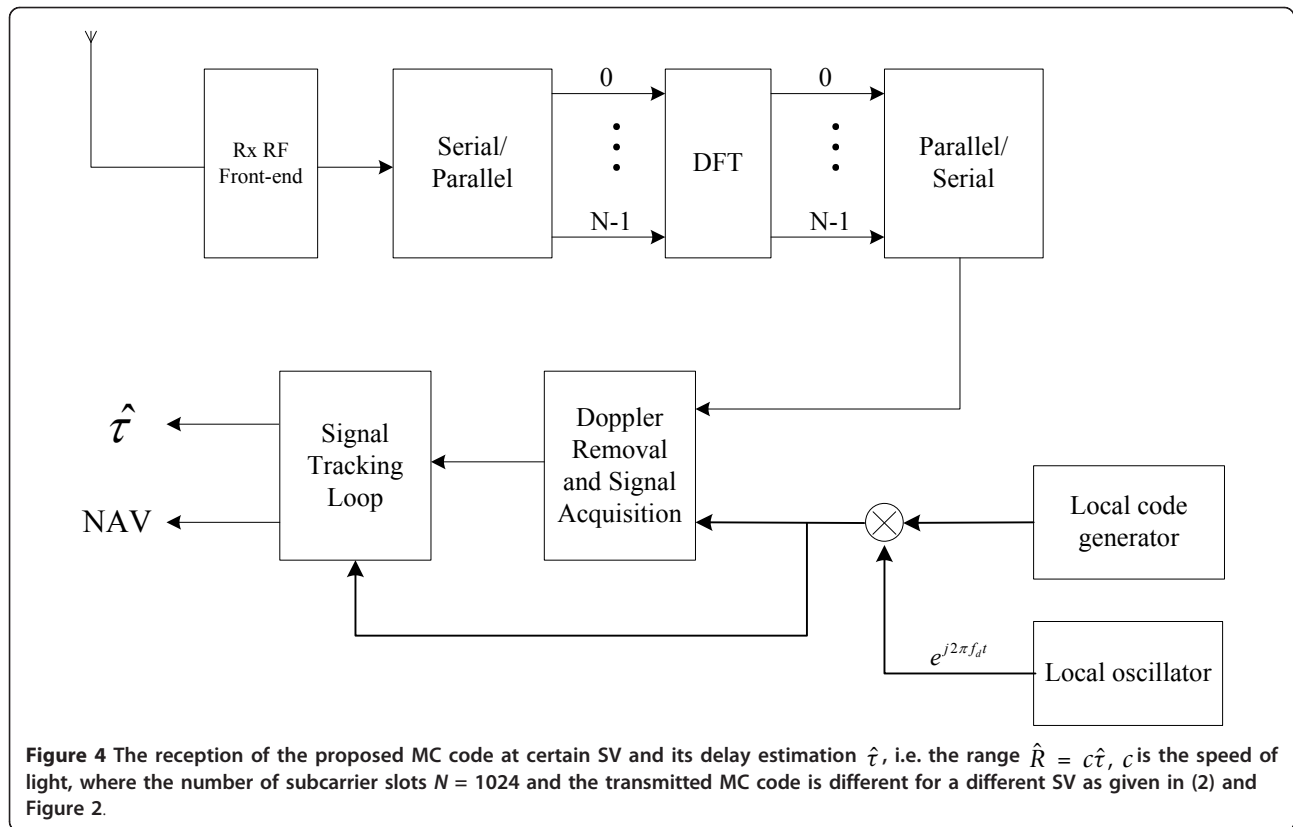 0
0
Rx RF
Front-end
Serial/
Parallel
DFT
Parallel/
Serial
N-1
N-1
τ̂
NAV
Signal
Tracking
Loop
Doppler
Removal
and Signal
Acquisition
Local code
generator
e^{j2πf_d t}
Local oscillator
Figure 4 The reception of the proposed MC code at certain SV and its delay estimation τ̂, i.e. the range R̂ = cτ̂, c is the speed of
light, where the number of subcarrier slots N = 1024 and the transmitted MC code is different for a different SV as given in (2) and
Figure 2.